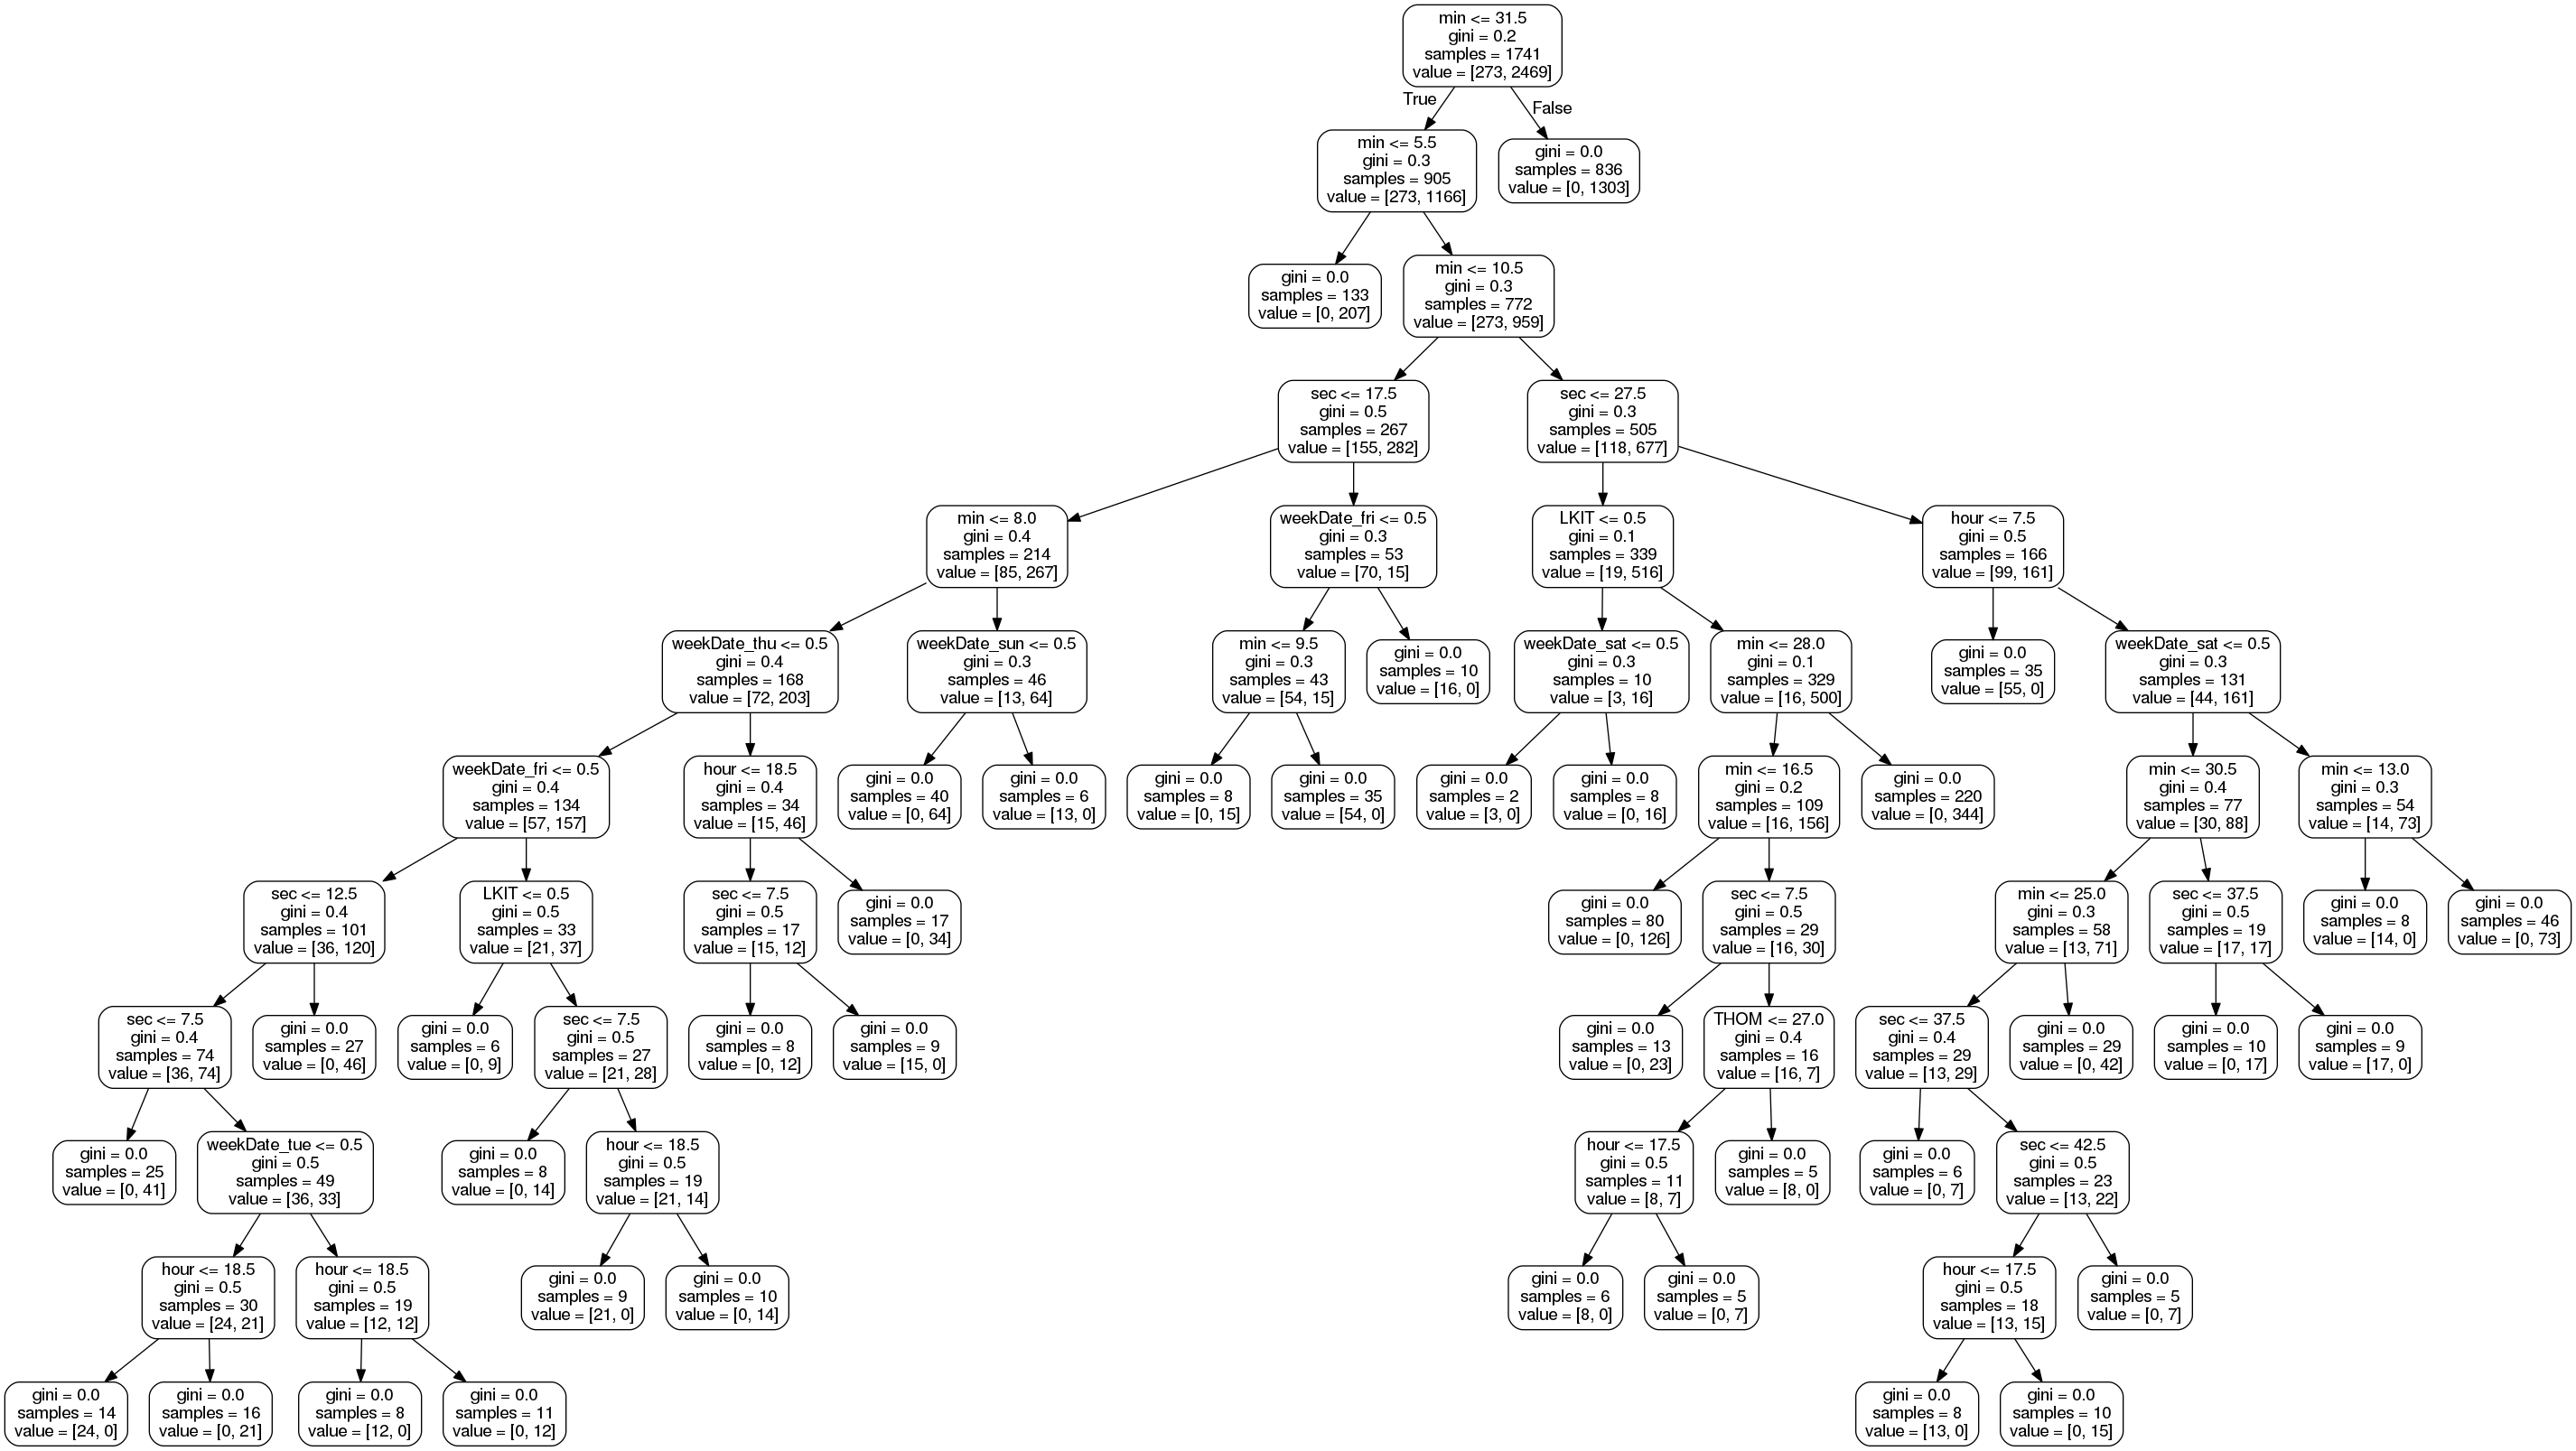 min <= 31.5
gini = 0.2
samples = 1741
value = [273, 2469]
True
False
min <= 5.5
gini = 0.3
samples = 905
value = [273, 1166]
gini = 0.0
samples = 836
value = [0, 1303]
gini = 0.0
samples = 133
value = [0, 207]
min <= 10.5
gini = 0.3
samples = 772
value = [273, 959]
sec <= 17.5
gini = 0.5
samples = 267
value = [155, 282]
sec <= 27.5
gini = 0.3
samples = 505
value = [118, 677]
min <= 8.0
gini = 0.4
samples = 214
value = [85, 267]
weekDate_fri <= 0.5
gini = 0.3
samples = 53
value = [70, 15]
LKIT <= 0.5
gini = 0.1
samples = 339
value = [19, 516]
hour <= 7.5
gini = 0.5
samples = 166
value = [99, 161]
weekDate_thu <= 0.5
gini = 0.4
samples = 168
value = [72, 203]
weekDate_sun <= 0.5
gini = 0.3
samples = 46
value = [13, 64]
min <= 9.5
gini = 0.3
samples = 43
value = [54, 15]
gini = 0.0
samples = 10
value = [16, 0]
weekDate_sat <= 0.5
gini = 0.3
samples = 10
value = [3, 16]
min <= 28.0
gini = 0.1
samples = 329
value = [16, 500]
gini = 0.0
samples = 35
value = [55, 0]
weekDate_sat <= 0.5
gini = 0.3
samples = 131
value = [44, 161]
weekDate_fri <= 0.5
gini = 0.4
samples = 134
value = [57, 157]
hour <= 18.5
gini = 0.4
samples = 34
value = [15, 46]
gini = 0.0
samples = 40
value = [0, 64]
gini = 0.0
samples = 6
value = [13, 0]
gini = 0.0
samples = 8
value = [0, 15]
gini = 0.0
samples = 35
value = [54, 0]
gini = 0.0
samples = 2
value = [3, 0]
gini = 0.0
samples = 8
value = [0, 16]
min <= 16.5
gini = 0.2
samples = 109
value = [16, 156]
gini = 0.0
samples = 220
value = [0, 344]
min <= 30.5
gini = 0.4
samples = 77
value = [30, 88]
min <= 13.0
gini = 0.3
samples = 54
value = [14, 73]
sec <= 12.5
gini = 0.4
samples = 101
value = [36, 120]
LKIT <= 0.5
gini = 0.5
samples = 33
value = [21, 37]
sec <= 7.5
gini = 0.5
samples = 17
value = [15, 12]
gini = 0.0
samples = 17
value = [0, 34]
gini = 0.0
samples = 80
value = [0, 126]
sec <= 7.5
gini = 0.5
samples = 29
value = [16, 30]
min <= 25.0
gini = 0.3
samples = 58
value = [13, 71]
sec <= 37.5
gini = 0.5
samples = 19
value = [17, 17]
gini = 0.0
samples = 8
value = [14, 0]
gini = 0.0
samples = 46
value = [0, 73]
sec <= 7.5
gini = 0.4
samples = 74
value = [36, 74]
gini = 0.0
samples = 27
value = [0, 46]
gini = 0.0
samples = 6
value = [0, 9]
sec <= 7.5
gini = 0.5
samples = 27
value = [21, 28]
gini = 0.0
samples = 8
value = [0, 12]
gini = 0.0
samples = 9
value = [15, 0]
gini = 0.0
samples = 13
value = [0, 23]
THOM <= 27.0
gini = 0.4
samples = 16
value = [16, 7]
sec <= 37.5
gini = 0.4
samples = 29
value = [13, 29]
gini = 0.0
samples = 29
value = [0, 42]
gini = 0.0
samples = 10
value = [0, 17]
gini = 0.0
samples = 9
value = [17, 0]
gini = 0.0
samples = 25
value = [0, 41]
weekDate_tue <= 0.5
gini = 0.5
samples = 49
value = [36, 33]
gini = 0.0
samples = 8
value = [0, 14]
hour <= 18.5
gini = 0.5
samples = 19
value = [21, 14]
hour <= 17.5
gini = 0.5
samples = 11
value = [8, 7]
gini = 0.0
samples = 5
value = [8, 0]
gini = 0.0
samples = 6
value = [0, 7]
sec <= 42.5
gini = 0.5
samples = 23
value = [13, 22]
hour <= 18.5
gini = 0.5
samples = 30
value = [24, 21]
hour <= 18.5
gini = 0.5
samples = 19
value = [12, 12]
gini = 0.0
samples = 9
value = [21, 0]
gini = 0.0
samples = 10
value = [0, 14]
gini = 0.0
samples = 6
value = [8, 0]
gini = 0.0
samples = 5
value = [0, 7]
hour <= 17.5
gini = 0.5
samples = 18
value = [13, 15]
gini = 0.0
samples = 5
value = [0, 7]
gini = 0.0
samples = 14
value = [24, 0]
gini = 0.0
samples = 16
value = [0, 21]
gini = 0.0
samples = 8
value = [12, 0]
gini = 0.0
samples = 11
value = [0, 12]
gini = 0.0
samples = 8
value = [13, 0]
gini = 0.0
samples = 10
value = [0, 15]